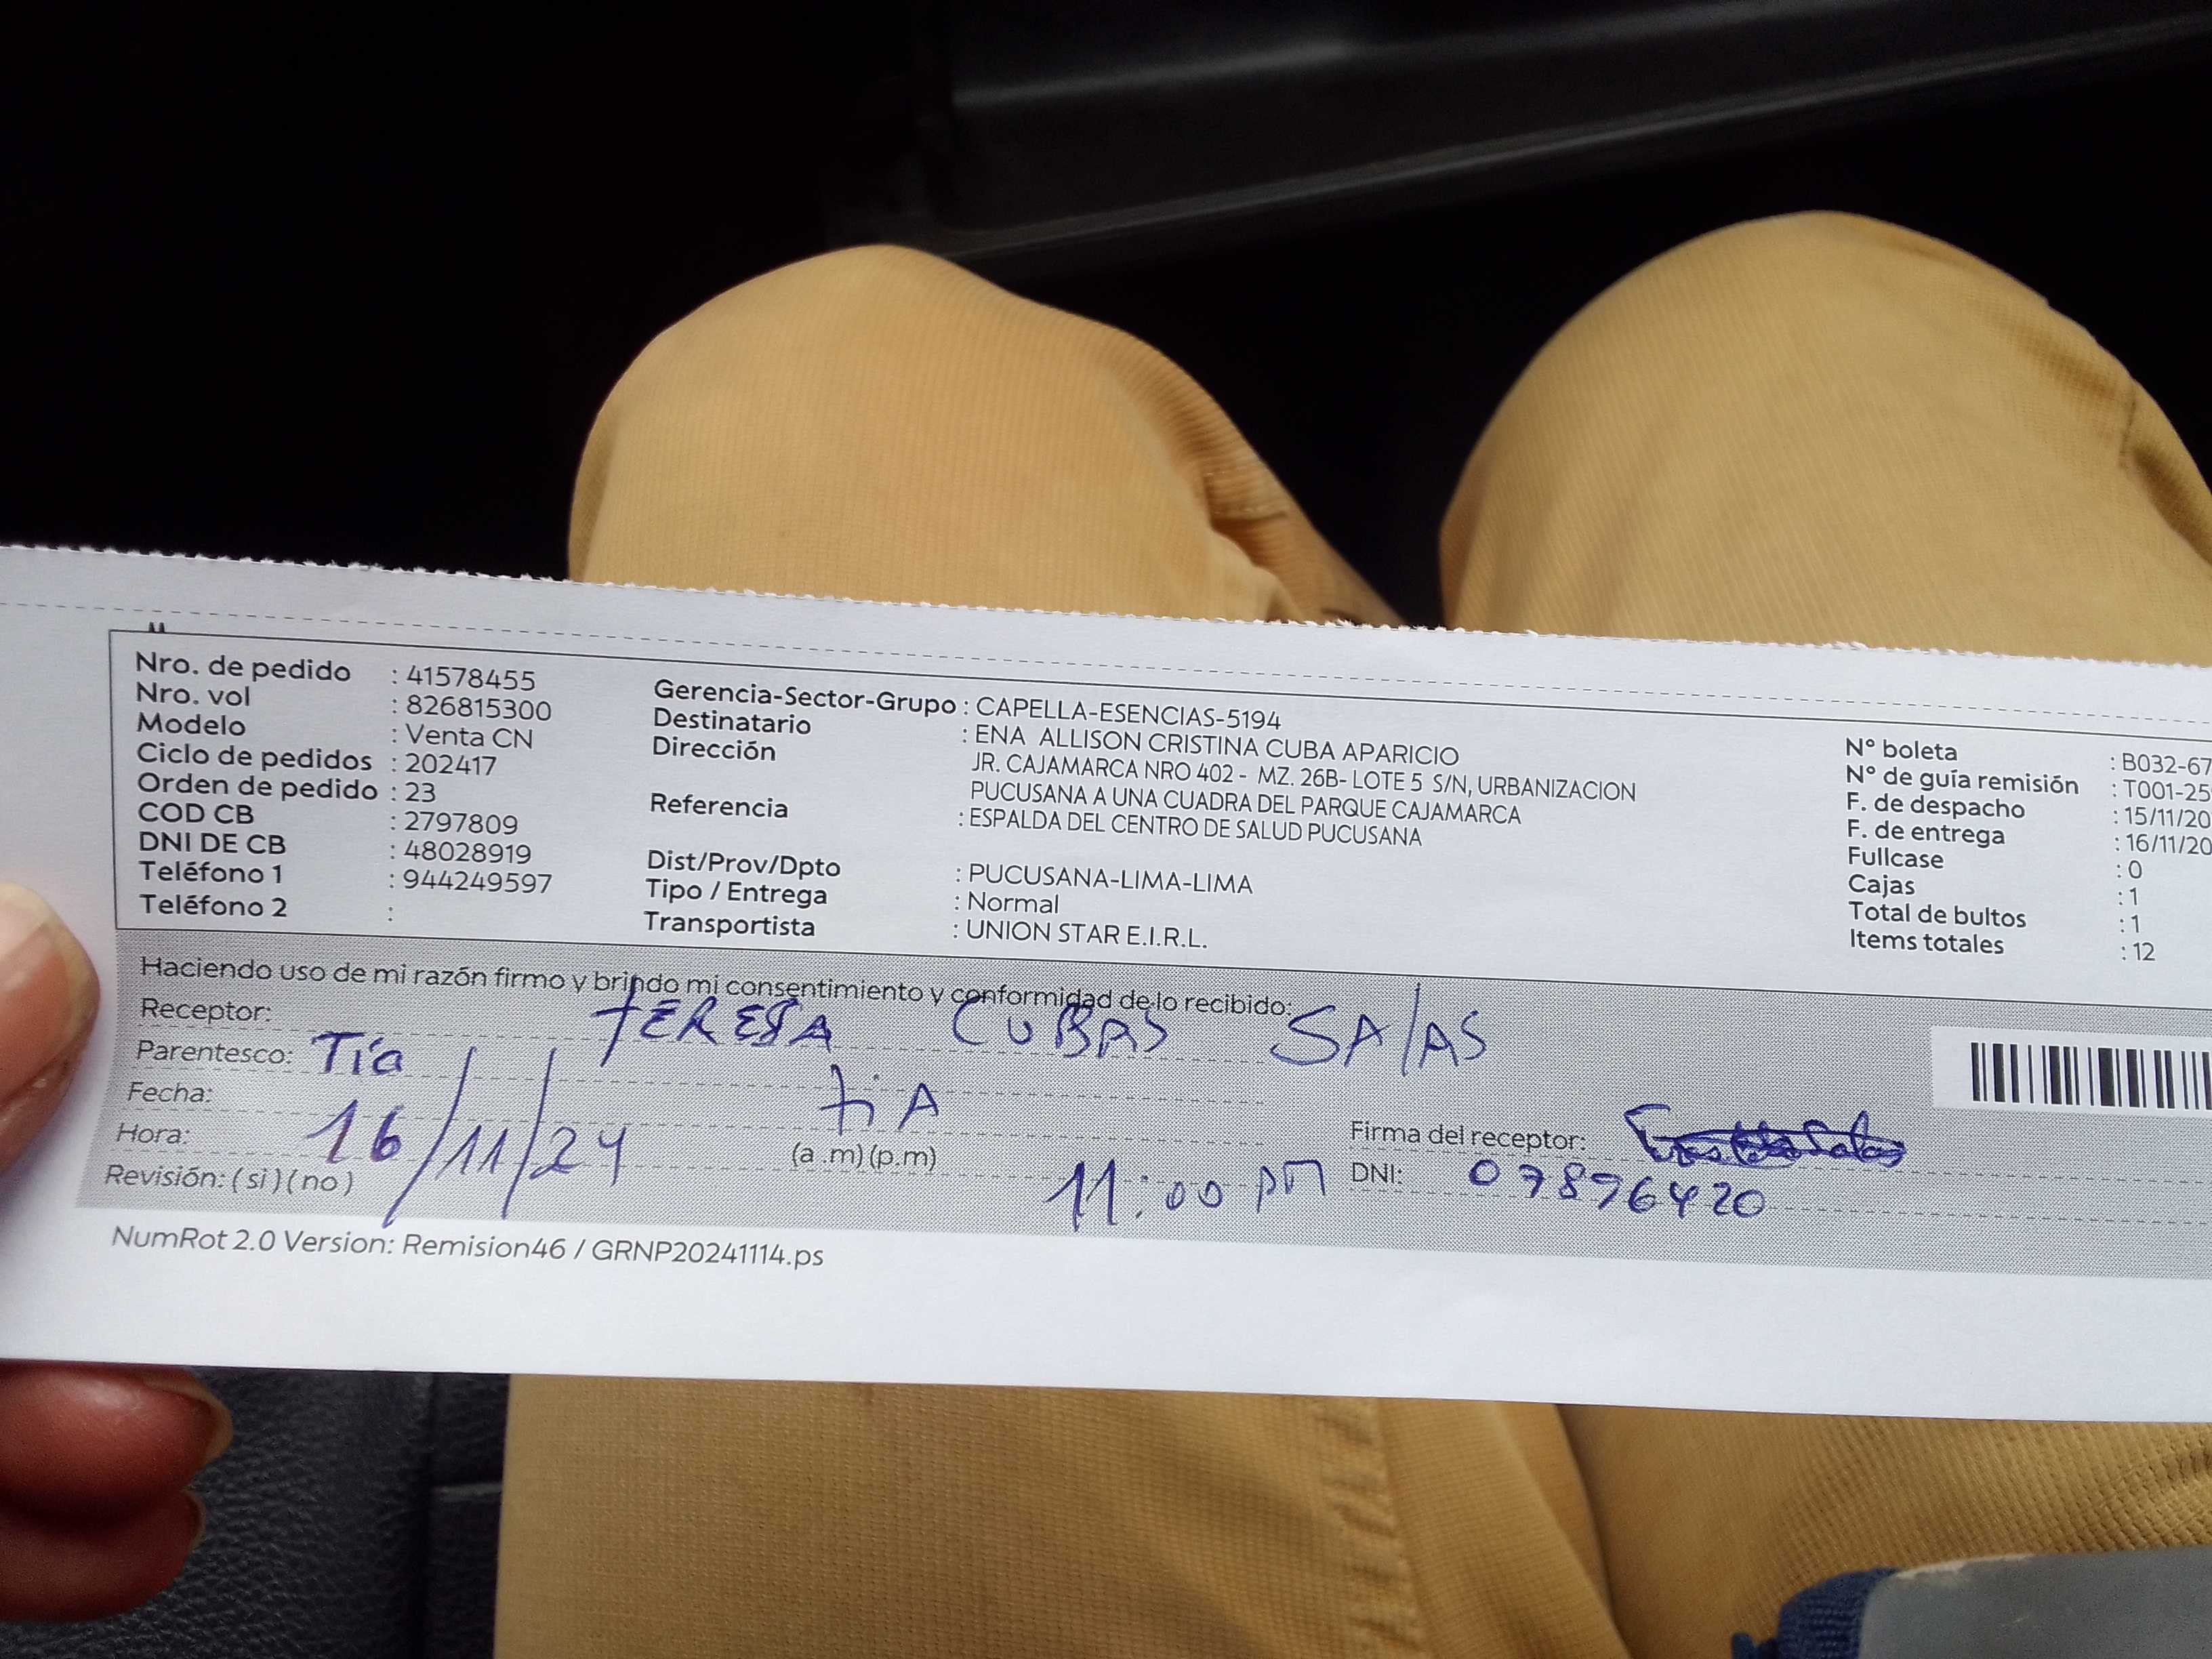 Nro. de pedido : 41578455
Nro. vol : 826815300
Modelo : Venta CN
Ciclo de pedidos : 202417
Orden de pedido : 23
COD CB : 2797809
DNI DE CB : 48028919
Teléfono 1 : 944249597
Teléfono 2 :
Gerencia-Sector-Grupo : CAPELLA-ESENCIAS-5194
Destinatario : ENA ALLISON CRISTINA CUBA APARICIO
Dirección JR. CAJAMARCA NRO 402 - MZ. 26B- LOTE 5 S/N, URBANIZACION
PUCUSANA A UNA CUADRA DEL PARQUE CAJAMARCA
Referencia : ESPALDA DEL CENTRO DE SALUD PUCUSANA
Dist/Prov/Dpto : PUCUSANA-LIMA-LIMA
Tipo / Entrega : Normal
Transportista : UNION STAR E.I.R.L.
N° boleta : B032-67
N° de guía remisión : T001-25
F. de despacho : 15/11/20
F. de entrega : 16/11/20
Fullcase : 0
Cajas : 1
Total de bultos : 1
Items totales : 12
Haciendo uso de mi razón firmo y brindo mi consentimiento y conformidad de lo recibido:
Receptor: TERESA CUBAS SALAS
Parentesco: Tía tiA
Fecha: 16/11/24
Hora: (a.m)(p.m) 11:00 pm
Firma del receptor:
Revisión: (si)(no)
DNI: 07896420
NumRot 2.0 Version: Remision46 / GRNP20241114.ps